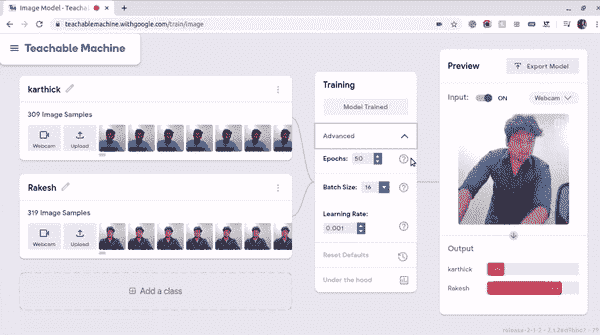 Image Model - Teachable M
teachablemachine.withgoogle.com/train/image
Teachable Machine
karthick
309 Image Samples
Webcam
Upload
Rakesh
319 Image Samples
Webcam
Upload
Add a class
Training
Model Trained
Advanced
Epochs: 50
Batch Size: 16
Learning Rate:
0.001
Reset Defaults
Under the hood
Preview
Export Model
Input: ON
Webcam
Output
karthick
Rakesh